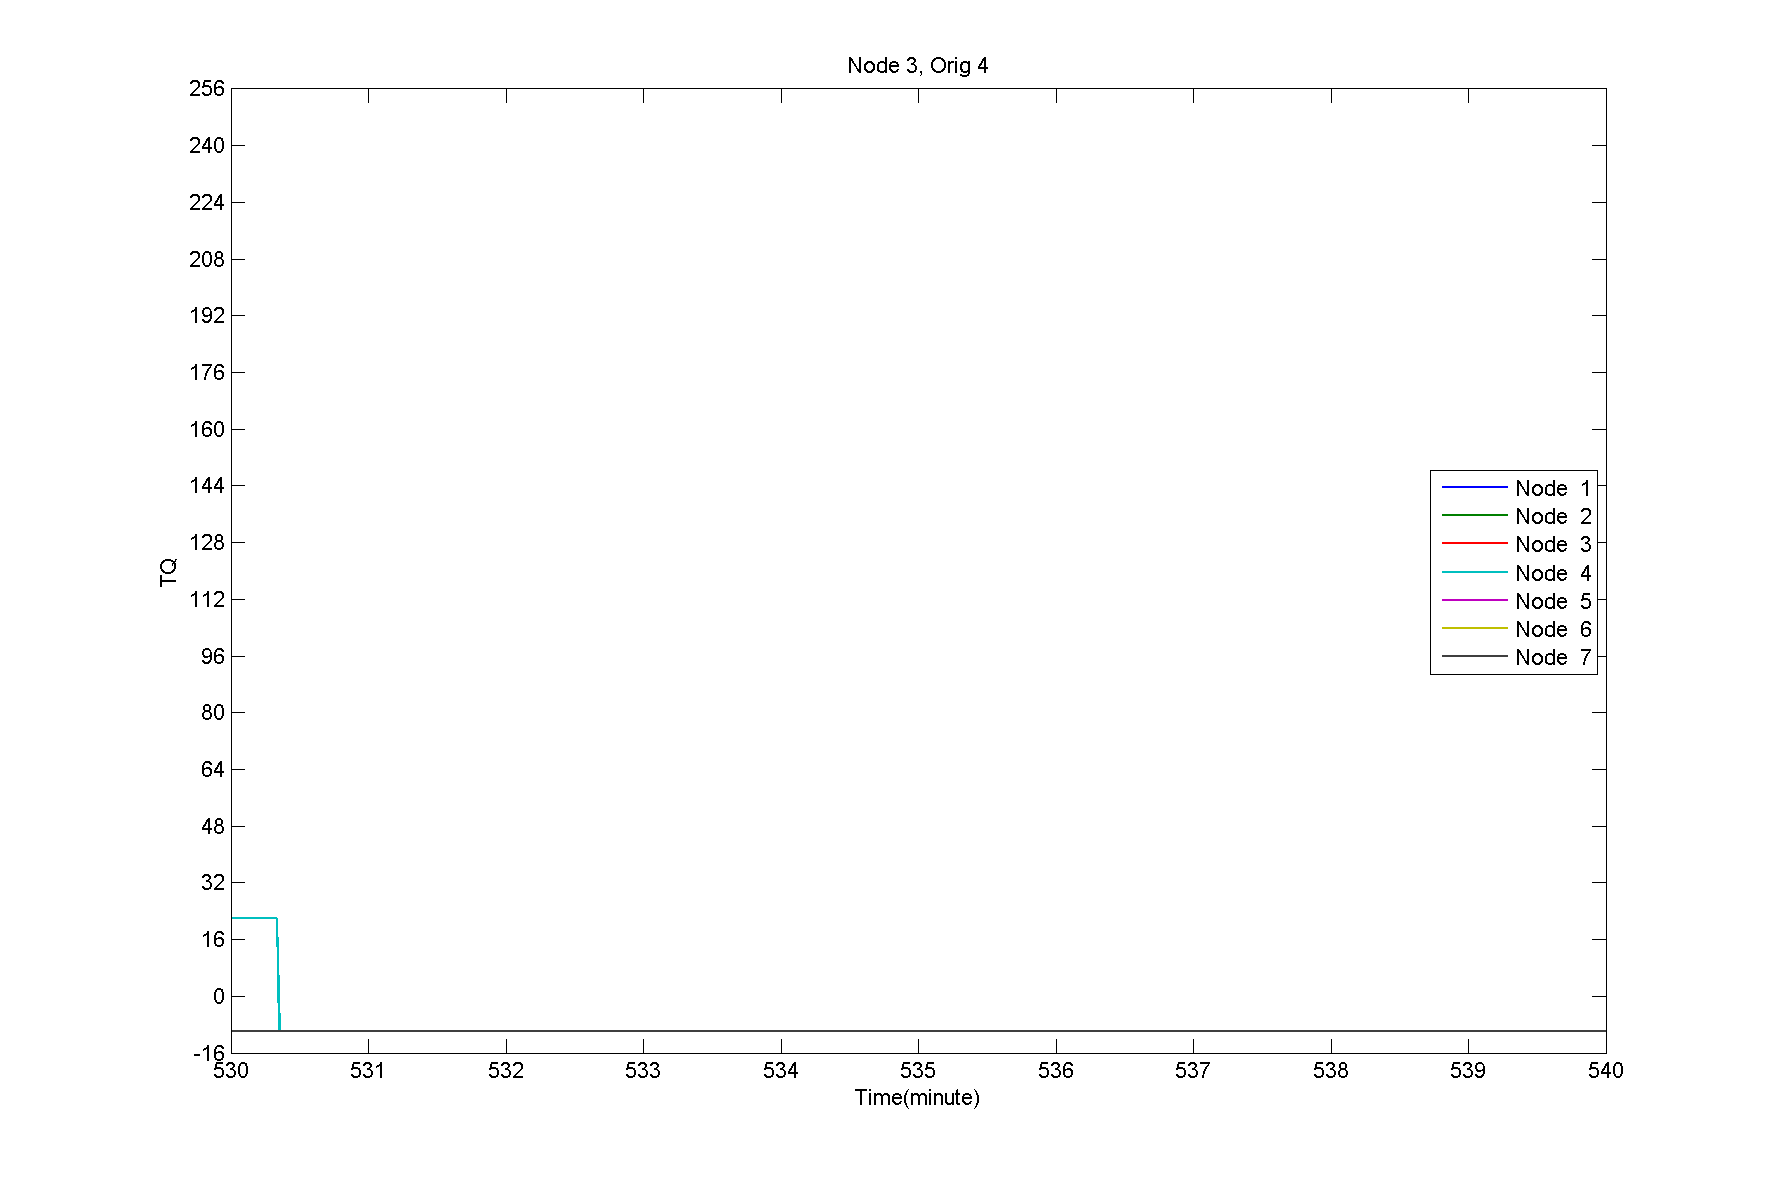 Node 3, Orig 4
256
240
224
208
192
176
160
144
128
112
96
80
64
48
32
16
0
-16
TQ
Node 1
Node 2
Node 3
Node 4
Node 5
Node 6
Node 7
530 531 532 533 534 535 536 537 538 539 540
Time(minute)